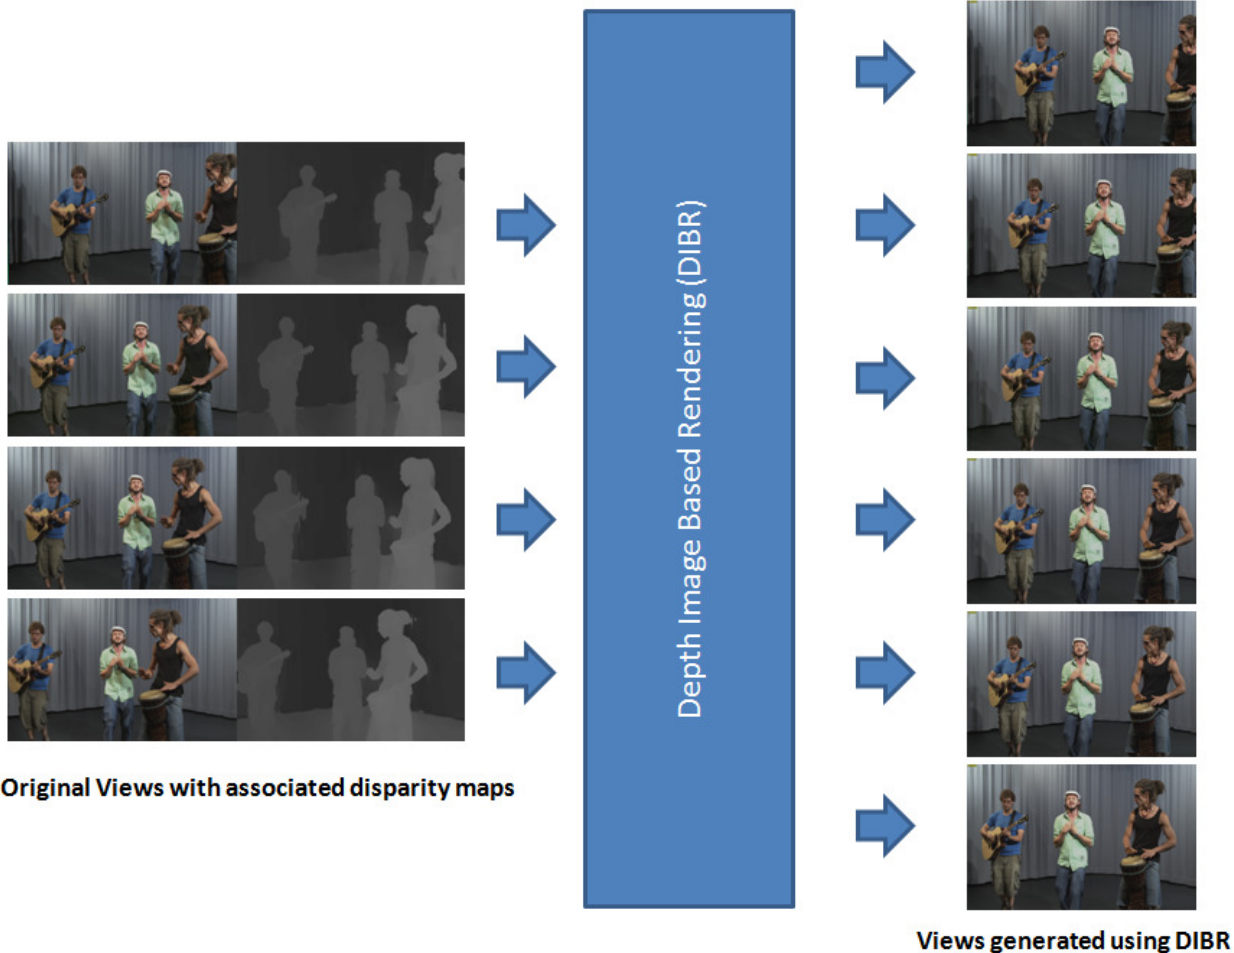 Depth Image Based Rendering (DIBR)
Original Views with associated disparity maps
Views generated using DIBR